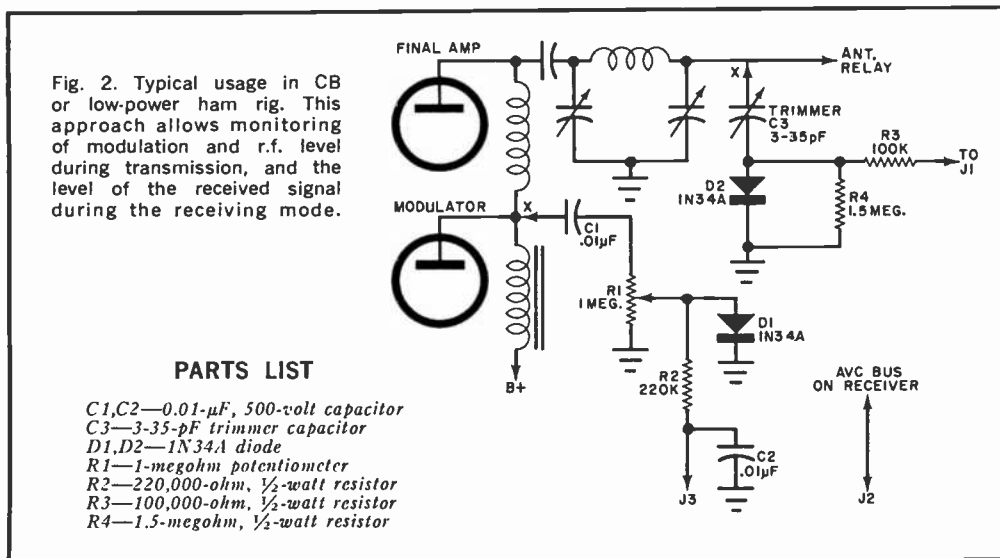 Fig. 2. Typical usage in CB
or low-power ham rig. This
approach allows monitoring
of modulation and r.f. level
during transmission, and the
level of the received signal
during the receiving mode.
FINAL AMP
ANT.
RELAY
X
TRIMMER
C3
3-35pF
R3
100K
TO
J1
D2
1N34A
R4
1.5 MEG.
MODULATOR
X
C1
.01µF
R1
1 MEG.
D1
1N34A
B+
R2
220K
C2
.01µF
J3
AVC BUS
ON RECEIVER
J2
PARTS LIST
C1,C2—0.01-µF, 500-volt capacitor
C3—3-35-pF trimmer capacitor
D1,D2—1N34A diode
R1—1-megohm potentiometer
R2—220,000-ohm, ½-watt resistor
R3—100,000-ohm, ½-watt resistor
R4—1.5-megohm, ½-watt resistor